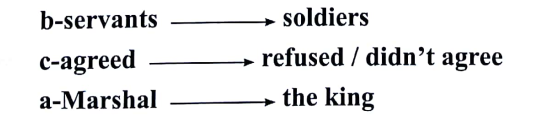 b-servants → soldiers
c-agreed → refused / didn't agree
a-Marshal → the king